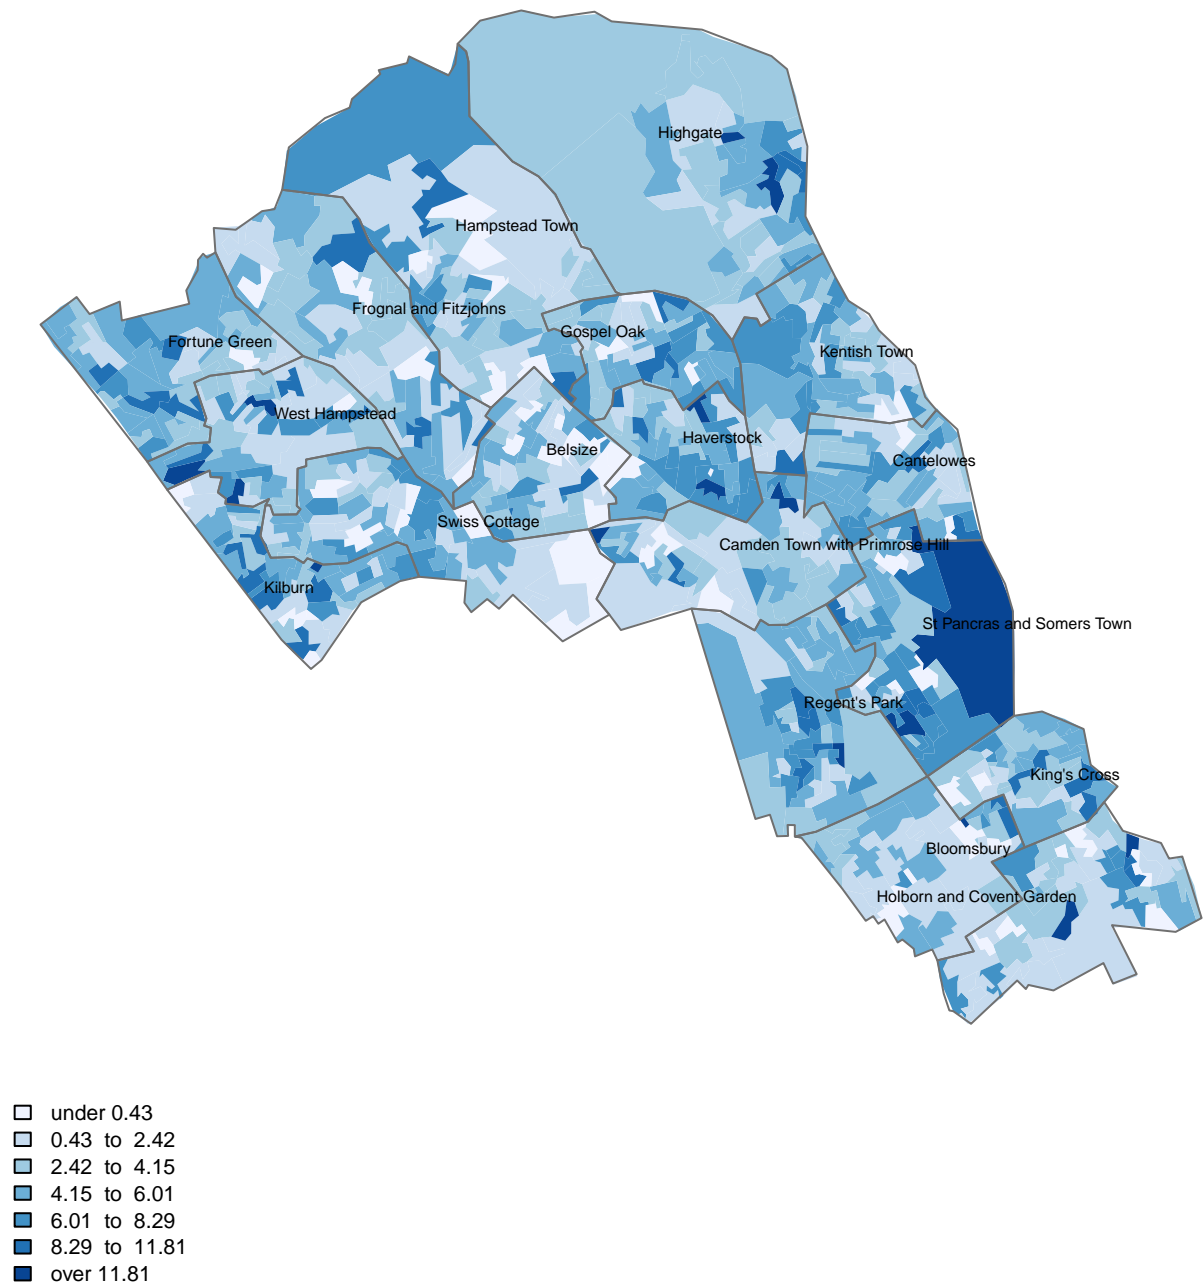 Highgate
Hampstead Town
Frognal and Fitzjohns
Gospel Oak
Fortune Green
Kentish Town
West Hampstead
Haverstock
Belsize
Cantelowes
Swiss Cottage
Camden Town with Primrose Hill
Kilburn
St Pancras and Somers Town
Regent's Park
King's Cross
Bloomsbury
Holborn and Covent Garden
under 0.43
0.43 to 2.42
2.42 to 4.15
4.15 to 6.01
6.01 to 8.29
8.29 to 11.81
over 11.81